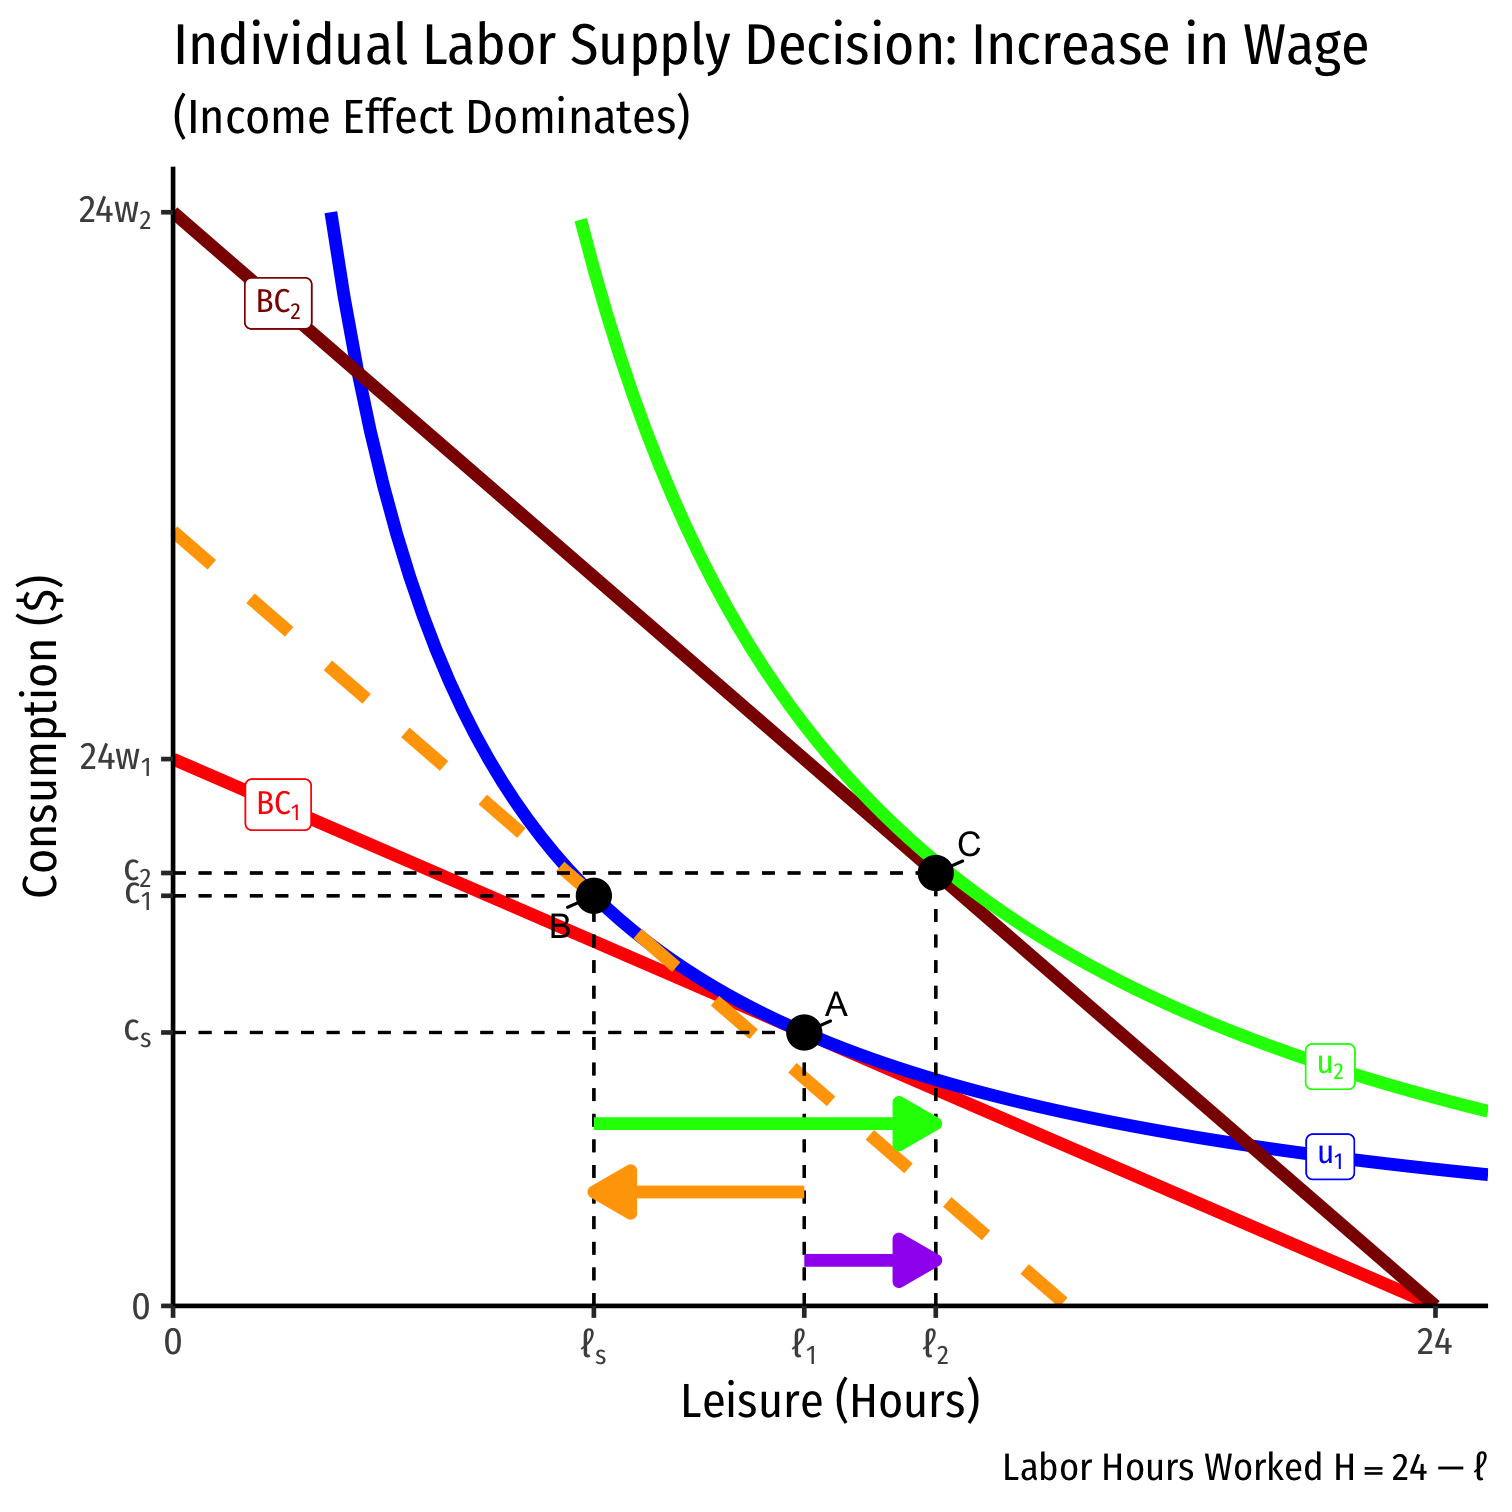 Individual Labor Supply Decision: Increase in Wage
(Income Effect Dominates)
24w₂
BC₂
24w₁
BC₁
Consumption ($)
c₂
c₁
C
B
cₛ
A
u₂
u₁
0
0
ℓₛ
ℓ₁
ℓ₂
24
Leisure (Hours)
Labor Hours Worked H = 24 − ℓ